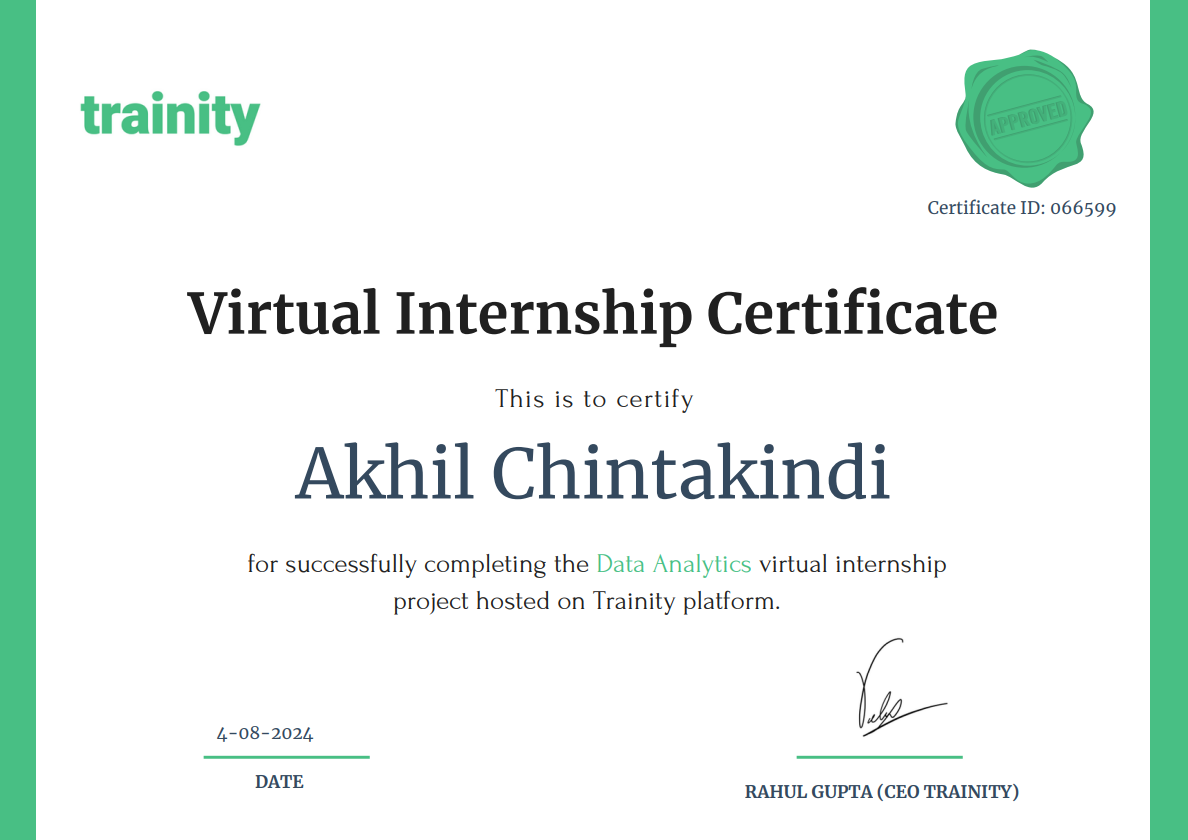 trainity
APPROVED
Certificate ID: 066599
Virtual Internship Certificate
This is to certify
Akhil Chintakindi
for successfully completing the Data Analytics virtual internship
project hosted on Trainity platform.
4-08-2024
DATE
RAHUL GUPTA (CEO TRAINITY)